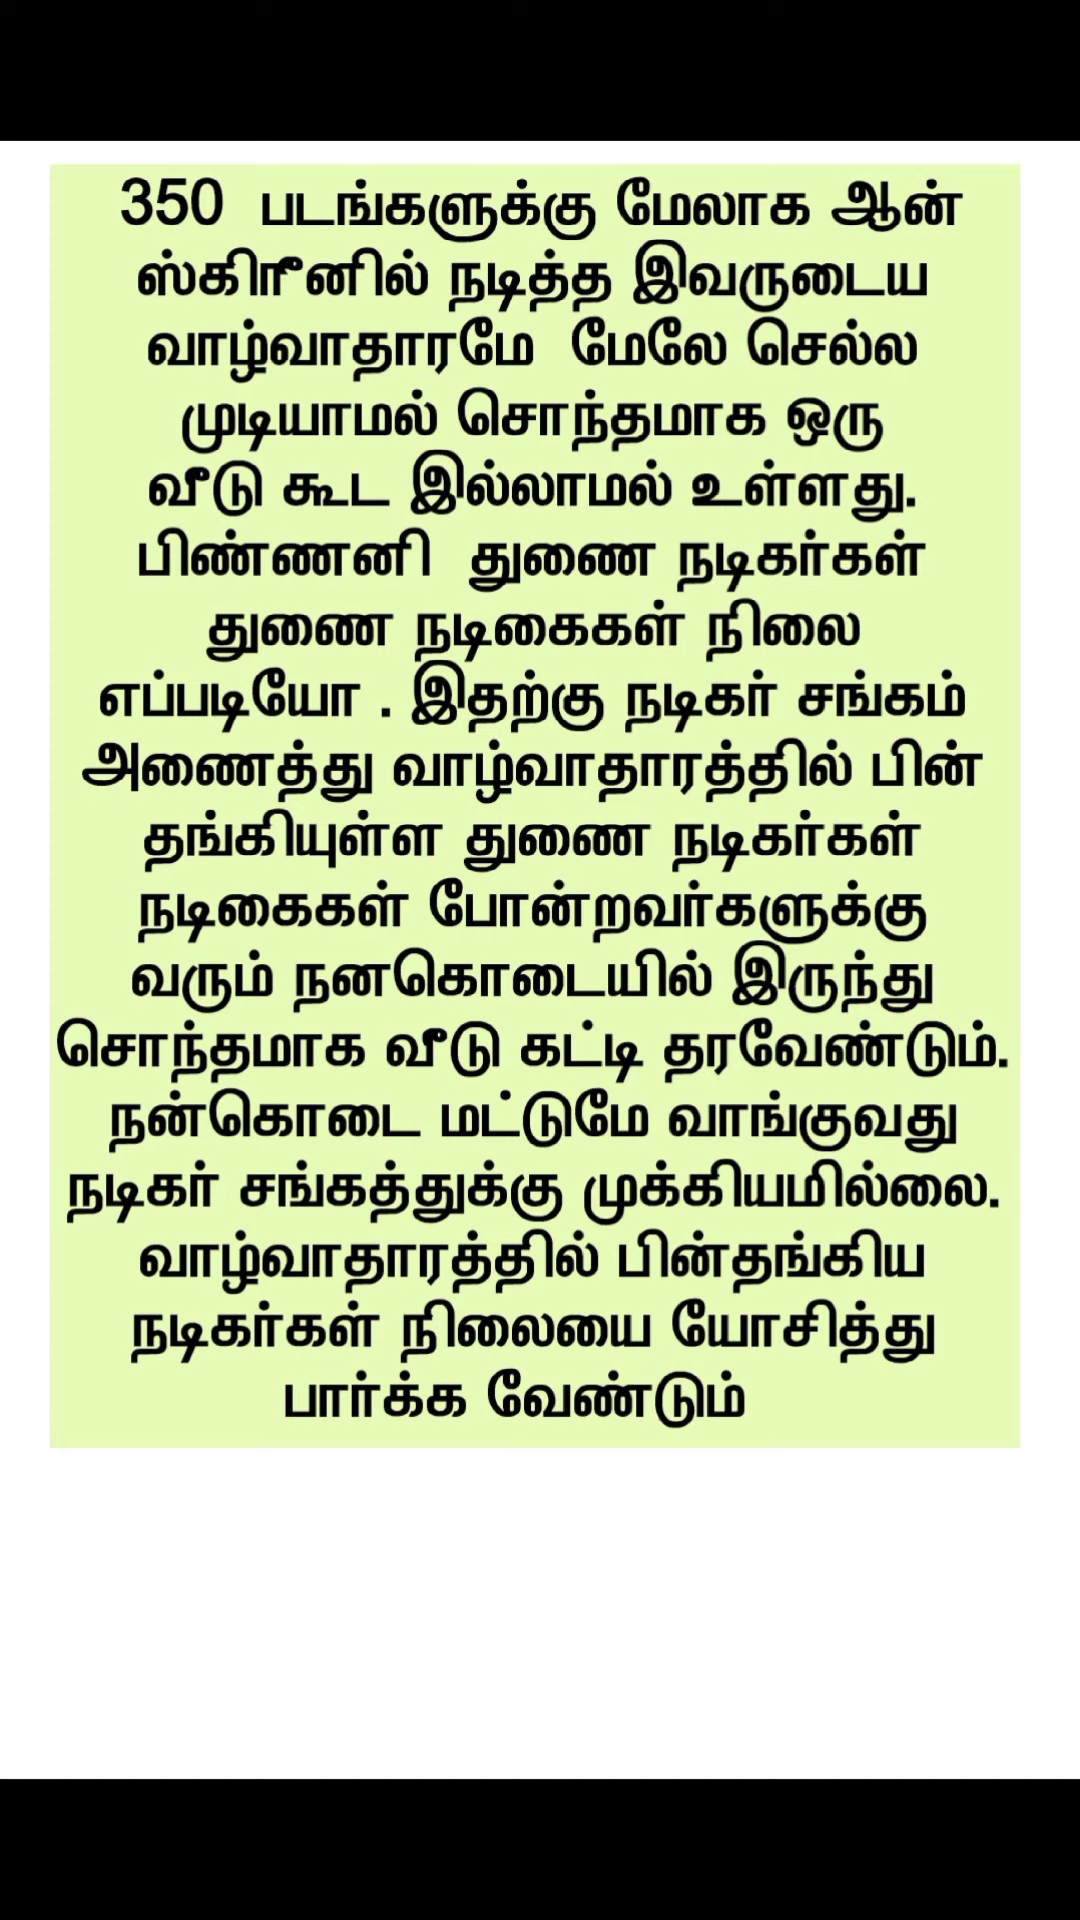 350 படங்களுக்கு மேலாக ஆன்
ஸ்கிரீனில் நடித்த இவருடைய
வாழ்வாதாரமே மேலே செல்ல
முடியாமல் சொந்தமாக ஒரு
வீடு கூட இல்லாமல் உள்ளது.
பிண்ணனி துணை நடிகர்கள்
துணை நடிகைகள் நிலை
எப்படியோ . இதற்கு நடிகர் சங்கம்
அணைத்து வாழ்வாதாரத்தில் பின்
தங்கியுள்ள துணை நடிகர்கள்
நடிகைகள் போன்றவர்களுக்கு
வரும் நனகொடையில் இருந்து
சொந்தமாக வீடு கட்டி தரவேண்டும்.
நன்கொடை மட்டுமே வாங்குவது
நடிகர் சங்கத்துக்கு முக்கியமில்லை.
வாழ்வாதாரத்தில் பின்தங்கிய
நடிகர்கள் நிலையை யோசித்து
பார்க்க வேண்டும்